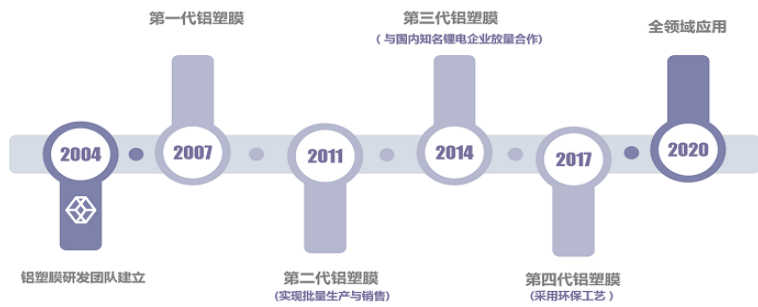 第一代铝塑膜
第三代铝塑膜
（与国内知名锂电企业放量合作)
全领域应用
2004
2007
2011
2014
2017
2020
铝塑膜研发团队建立
第二代铝塑膜
(实现批量生产与销售)
第四代铝塑膜
(采用环保工艺 )